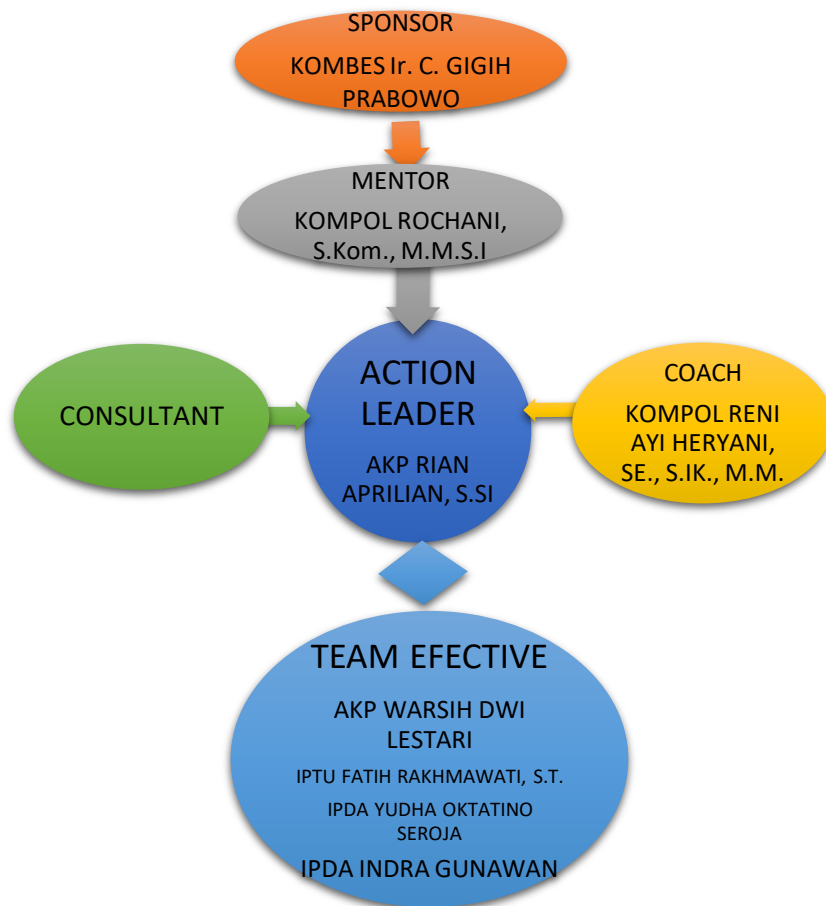 SPONSOR
KOMBES Ir. C. GIGIH
PRABOWO
MENTOR
KOMPOL ROCHANI,
S.Kom., M.M.S.I
CONSULTANT
ACTION
LEADER
AKP RIAN
APRILIAN, S.SI
COACH
KOMPOL RENI
AYI HERYANI,
SE., S.IK., M.M.
TEAM EFECTIVE
AKP WARSIH DWI
LESTARI
IPTU FATIH RAKHMAWATI, S.T.
IPDA YUDHA OKTATINO
SEROJA
IPDA INDRA GUNAWAN